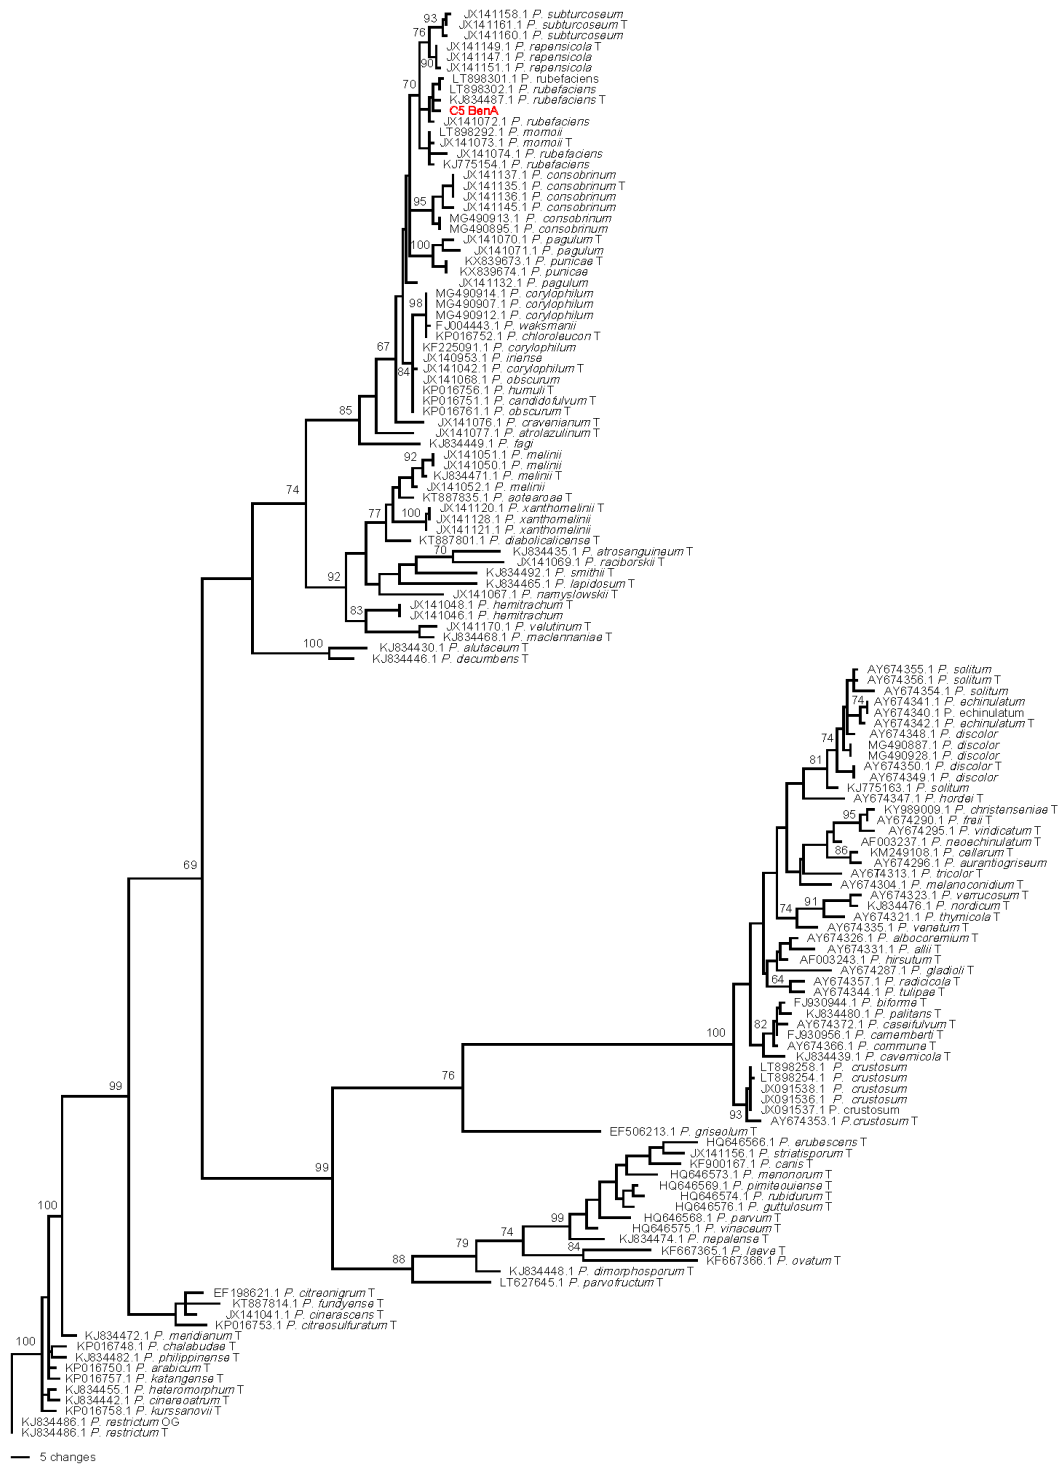 JX141158.1 P. subturcoseum
93
JX141161.1 P. subturcoseum T
JX141160.1 P. subturcoseum
76
JX141149.1 P. repensicola T
JX141147.1 P. repensicola
90
JX141151.1 P. repensicola
LT898301.1 P. rubefaciens
70
LT898302.1 P. rubefaciens
KJ834487.1 P. rubefaciens T
C5 BenA
JX141072.1 P. rubefaciens
LT898292.1 P. momoii
JX141073.1 P. momoii T
JX141074.1 P. rubefaciens
KJ775154.1 P. rubefaciens
JX141137.1 P. consobrinum
JX141135.1 P. consobrinum T
JX141136.1 P. consobrinum
95
JX141145.1 P. consobrinum
MG490913.1 P. consobrinum
MG490895.1 P. consobrinum
JX141070.1 P. pagulum T
100
JX141071.1 P. pagulum
KX839673.1 P. punicae T
KX839674.1 P. punicae
JX141132.1 P. pagulum
MG490914.1 P. corylophilum
98
MG490907.1 P. corylophilum
MG490912.1 P. corylophilum
FJ004443.1 P. waksmanii
KP016752.1 P. chloroleucon T
67
KF225091.1 P. corylophilum
JX140953.1 P. inense
84
JX141042.1 P. corylophilum T
JX141068.1 P. obscurum
KP016756.1 P. humuli T
KP016751.1 P. candidofulvum T
85
KP016761.1 P. obscurum T
JX141076.1 P. cravenianum T
JX141077.1 P. atrolazulinum T
KJ834449.1 P. fagi
JX141051.1 P. melinii
92
JX141050.1 P. melinii
KJ834471.1 P. melinii T
74
JX141052.1 P. melinii
KT887835.1 P. aotearoae T
JX141120.1 P. xanthomelinii T
77
100
JX141128.1 P. xanthomelinii
JX141121.1 P. xanthomelinii
KT887801.1 P. diabolicalicense T
70
KJ834435.1 P. atrosanguineum T
JX141069.1 P. raciborskii T
92
KJ834492.1 P. smithii T
KJ834465.1 P. lapidosum T
JX141067.1 P. namyslowskii T
JX141048.1 P. hemitrachum T
83
JX141046.1 P. hemitrachum
JX141170.1 P. velutinum T
KJ834468.1 P. maclennaniae T
100
KJ834430.1 P. alutaceum T
KJ834446.1 P. decumbens T
AY674355.1 P. solitum
AY674356.1 P. solitum T
AY674354.1 P. solitum
74
AY674341.1 P. echinulatum
AY674340.1 P. echinulatum
AY674342.1 P. echinulatum T
74
AY674348.1 P. discolor
MG490887.1 P. discolor
MG490928.1 P. discolor
81
AY674350.1 P. discolor T
AY674349.1 P. discolor
KJ775163.1 P. solitum
AY674347.1 P. hordei T
KY989009.1 P. christenseniae T
95
AY674290.1 P. freii T
AY674295.1 P. viridicatum T
AF003237.1 P. neoechinulatum T
86
KM249108.1 P. cellarum T
AY674296.1 P. aurantiogriseum
69
AY674313.1 P. tricolor T
AY674304.1 P. melanoconidium T
AY674323.1 P. verrucosum T
91
KJ834476.1 P. nordicum T
74
AY674321.1 P. thymicola T
AY674335.1 P. venetum T
AY674326.1 P. albocoremium T
AY674331.1 P. allii T
AF003243.1 P. hirsutum T
AY674287.1 P. gladioli T
64
AY674357.1 P. radicicola T
AY674344.1 P. tulipae T
FJ930944.1 P. biforme T
KJ834480.1 P. palitans T
82
AY674372.1 P. caseifulvum T
100
FJ930956.1 P. camemberti T
AY674366.1 P. commune T
KJ834439.1 P. cavernicola T
LT898258.1 P. crustosum
76
LT898254.1 P. crustosum
99
JX091538.1 P. crustosum
JX091536.1 P. crustosum
93
JX091537.1 P. crustosum
AY674353.1 P.crustosum T
EF506213.1 P. griseolum T
HQ646566.1 P. erubescens T
JX141156.1 P. striatisporum T
99
KF900167.1 P. canis T
HQ646573.1 P. menonorum T
HQ646569.1 P. pimiteouiense T
HQ646574.1 P. rubidurum T
100
HQ646576.1 P. guttulosum T
99
HQ646568.1 P. parvum T
74
HQ646575.1 P. vinaceum T
KJ834474.1 P. nepalense T
79
84
KF667365.1 P. laeve T
88
KF667366.1 P. ovatum T
KJ834448.1 P. dimorphosporum T
LT627645.1 P. parvofructum T
EF198621.1 P. citreonigrum T
KT887814.1 P. fundyense T
JX141041.1 P. cinerascens T
KP016753.1 P. citreosulfuratum T
100
KJ834472.1 P. meridianum T
KP016748.1 P. chalabudae T
KJ834482.1 P. philippinense T
KP016750.1 P. arabicum T
KP016757.1 P. katangense T
KJ834455.1 P. heteromorphum T
KJ834442.1 P. cinereoatrum T
KP016758.1 P. kurssanovii T
KJ834486.1 P. restrictum OG
KJ834486.1 P. restrictum T
5 changes